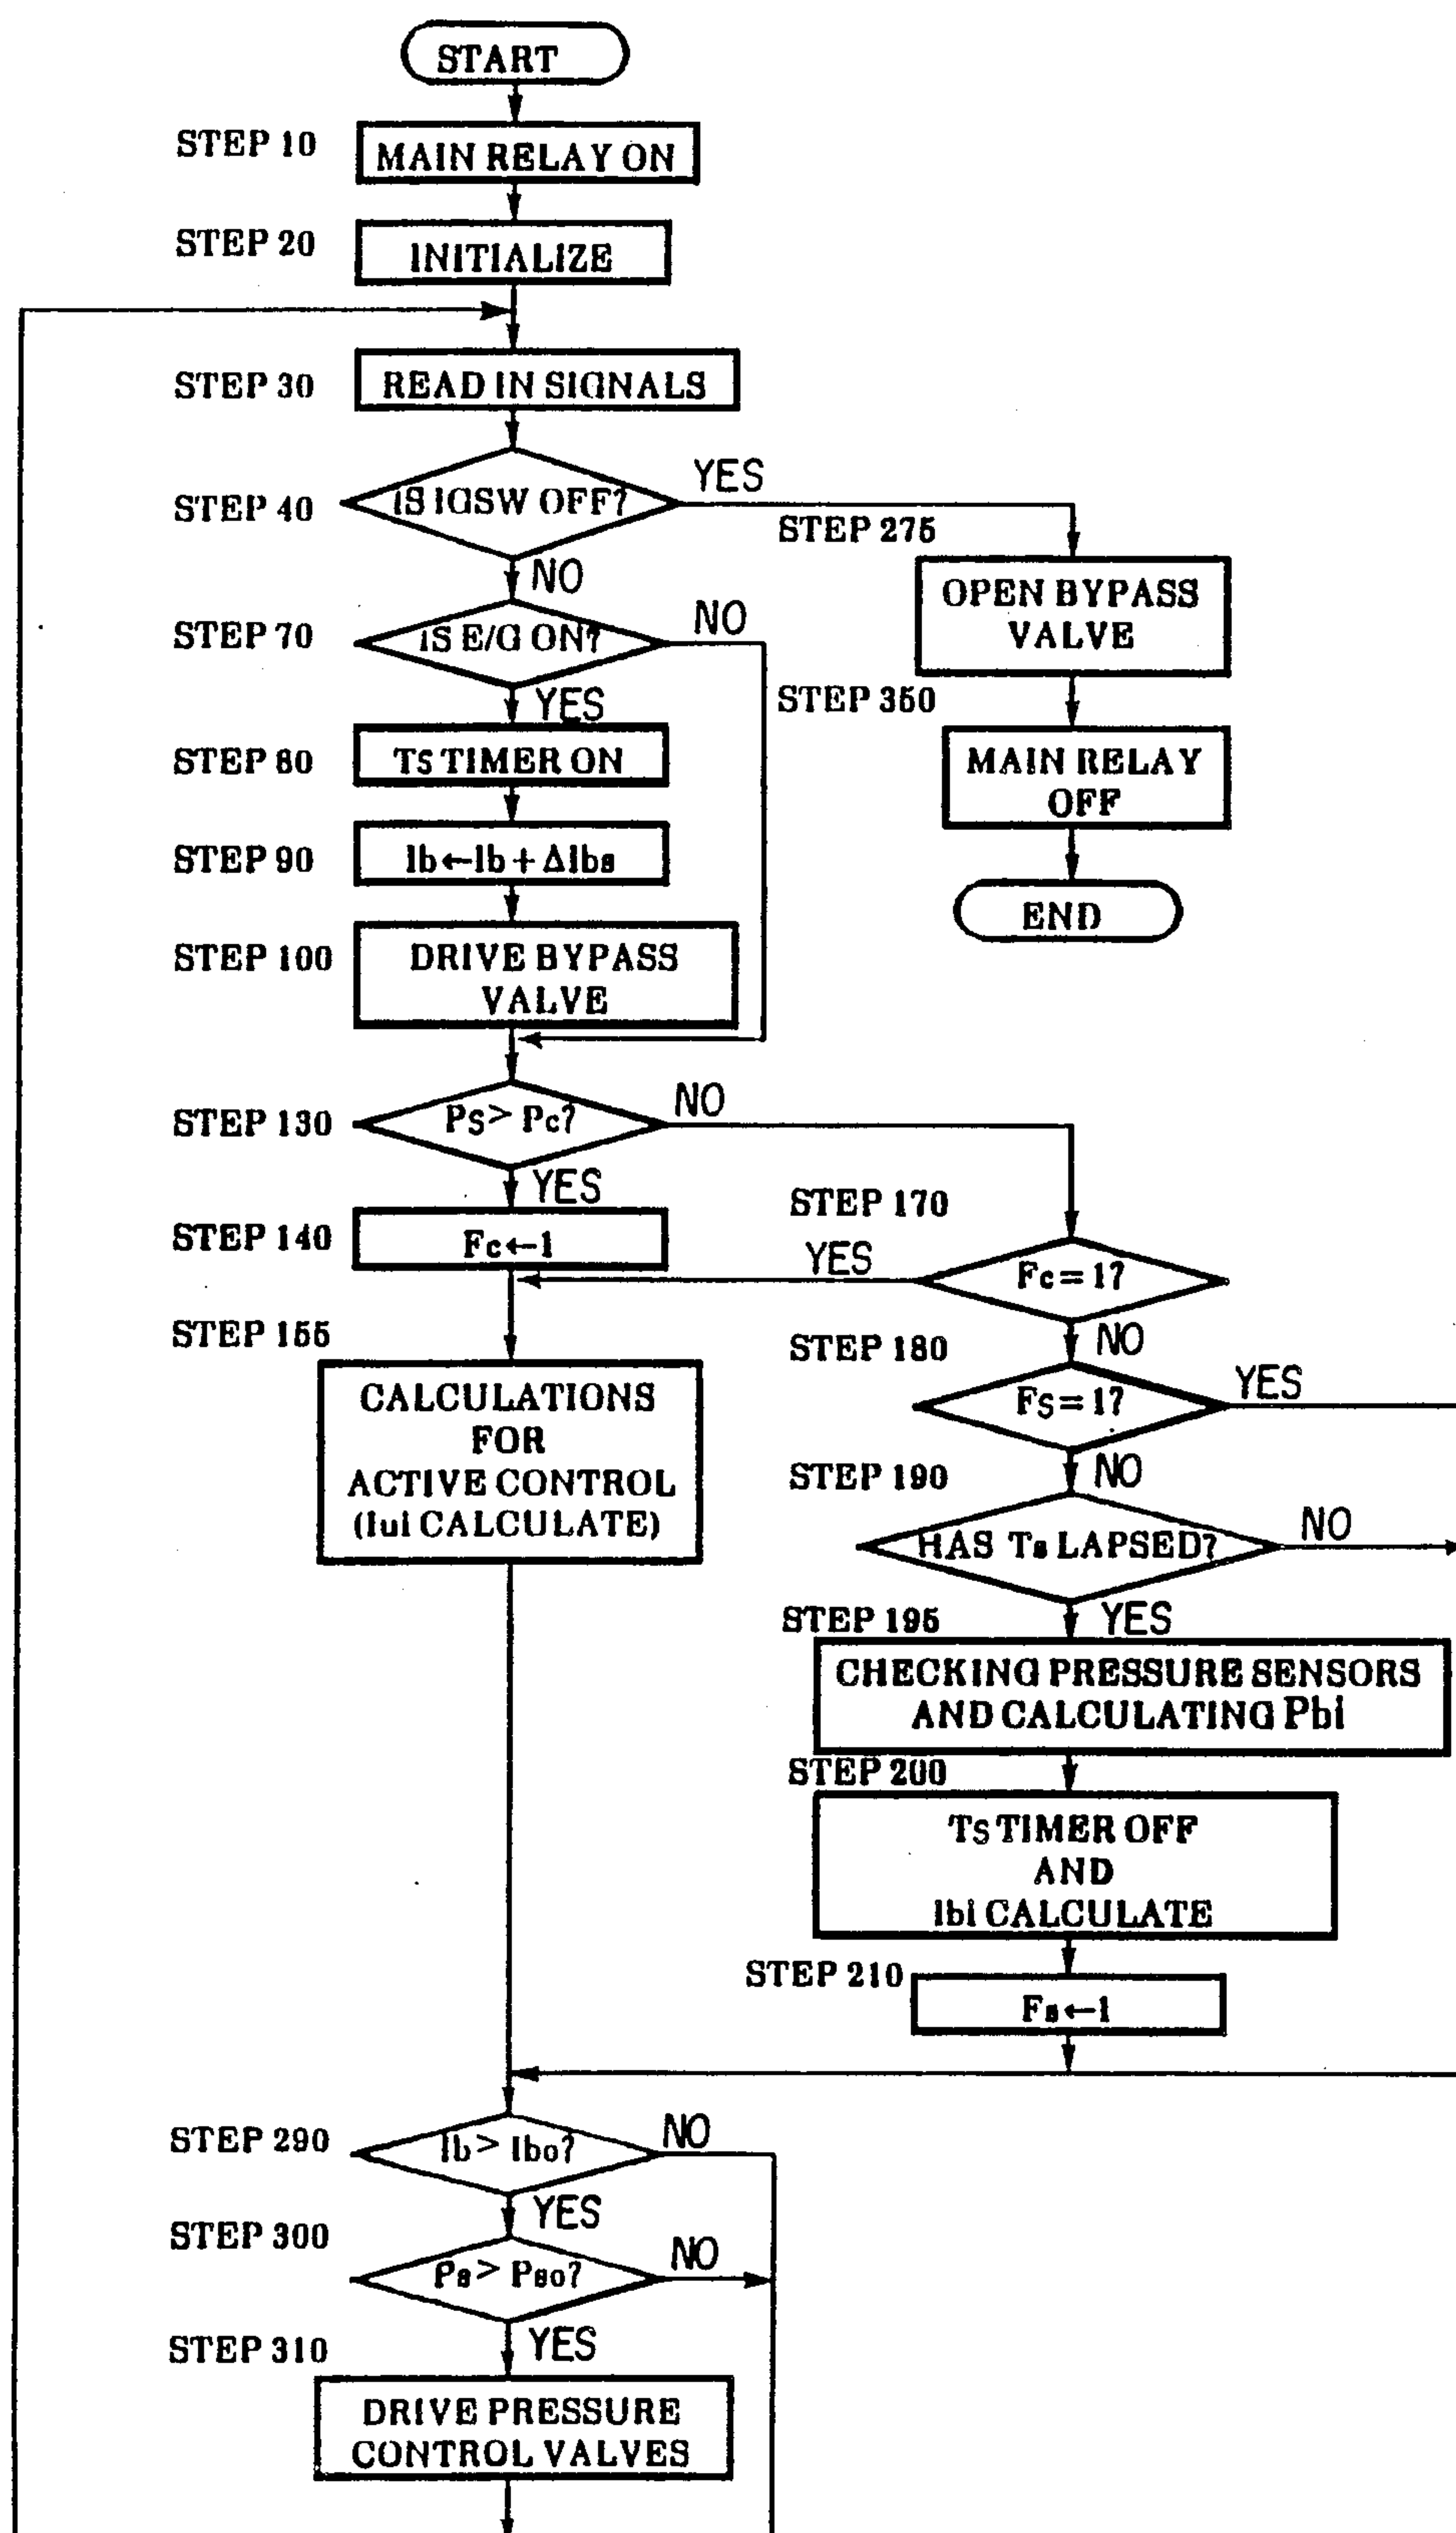 START
STEP 10
MAIN RELAY ON
STEP 20
INITIALIZE
STEP 30
READ IN SIGNALS
STEP 40
IS IGSW OFF?
YES
NO
STEP 275
OPEN BYPASS
VALVE
STEP 350
MAIN RELAY
OFF
END
STEP 70
IS E/G ON?
NO
YES
STEP 80
Ts TIMER ON
STEP 90
Ib←Ib + ΔIbs
STEP 100
DRIVE BYPASS
VALVE
STEP 130
Ps > Pc?
NO
YES
STEP 140
Fc←1
STEP 155
CALCULATIONS
FOR
ACTIVE CONTROL
(Iui CALCULATE)
STEP 170
Fc = 1?
YES
NO
STEP 180
Fs = 1?
YES
NO
STEP 190
HAS Ts LAPSED?
NO
YES
STEP 195
CHECKING PRESSURE SENSORS
AND CALCULATING Pbi
STEP 200
Ts TIMER OFF
AND
Ibi CALCULATE
STEP 210
Fs←1
STEP 290
Ib > Ibo?
NO
YES
STEP 300
Ps > Pso?
NO
YES
STEP 310
DRIVE PRESSURE
CONTROL VALVES